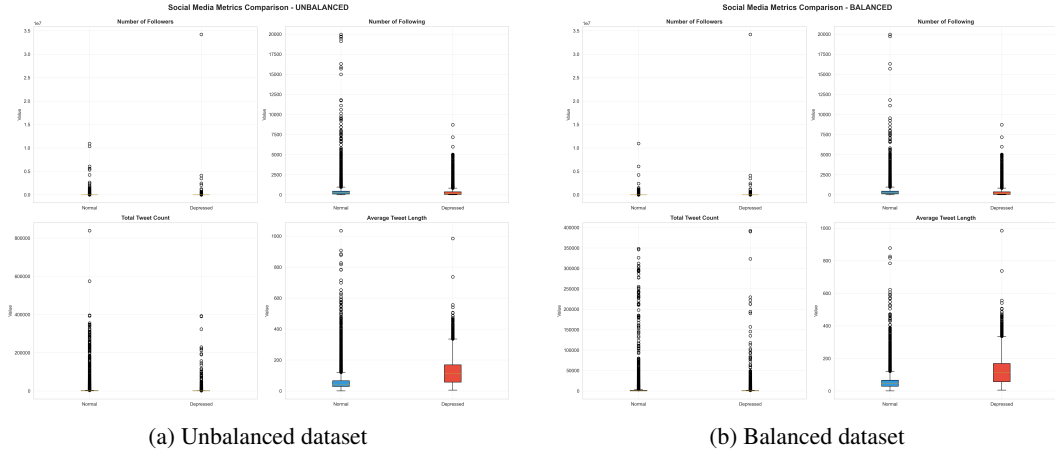 Social Media Metrics Comparison - UNBALANCED
1e7
Number of Followers
3.5
3.0
2.5
2.0
1.5
1.0
0.5
0.0
Value
Normal
Depressed
Number of Following
20000
17500
15000
12500
10000
7500
5000
2500
0
Value
Normal
Depressed
Total Tweet Count
800000
600000
400000
200000
0
Value
Normal
Depressed
Average Tweet Length
1000
800
600
400
200
0
Value
Normal
Depressed
(a) Unbalanced dataset
Social Media Metrics Comparison - BALANCED
1e7
Number of Followers
3.5
3.0
2.5
2.0
1.5
1.0
0.5
0.0
Value
Normal
Depressed
Number of Following
20000
17500
15000
12500
10000
7500
5000
2500
0
Value
Normal
Depressed
Total Tweet Count
400000
350000
300000
250000
200000
150000
100000
50000
0
Value
Normal
Depressed
Average Tweet Length
1000
800
600
400
200
0
Value
Normal
Depressed
(b) Balanced dataset